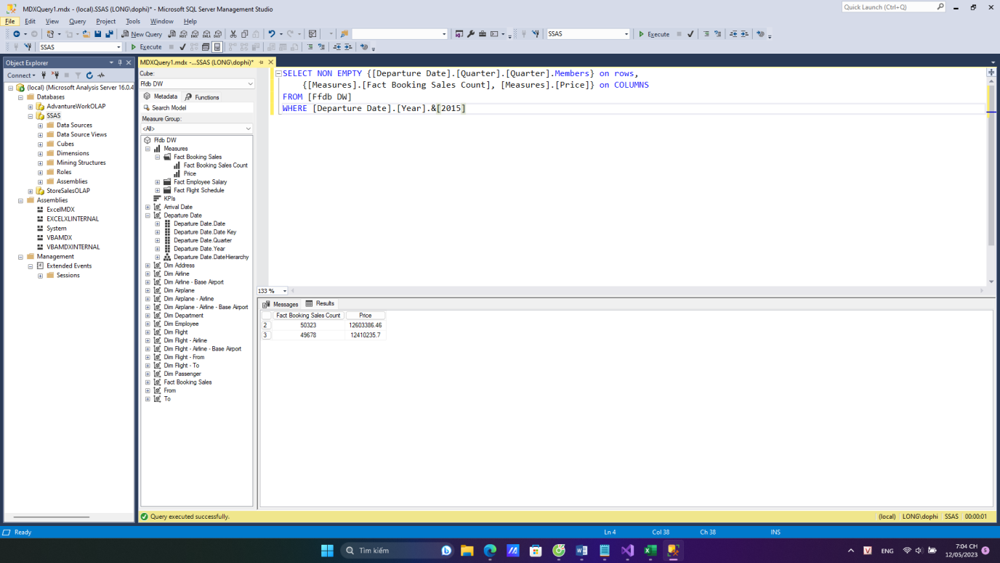 MDXQuery1.mdx - (local).SSAS (LONG\dophi)* - Microsoft SQL Server Management Studio
Quick Launch (Ctrl+Q)
File Edit View Query Project Tools Window Help
New Query SSAS Execute
SSAS Execute
Object Explorer
Connect
(local) (Microsoft Analysis Server 16.0.4
Databases
AdvantureWorkOLAP
SSAS
Data Sources
Data Source Views
Cubes
Dimensions
Mining Structures
Roles
Assemblies
StoreSalesOLAP
Assemblies
ExcelMDX
EXCELXLINTERNAL
System
VBAMDX
VBAMDXINTERNAL
Management
Extended Events
Sessions
MDXQuery1.mdx -...SSAS (LONG\dophi)*
Cube:
Ffdb DW
Metadata Functions
Search Model
Measure Group:
<All>
Ffdb DW
Measures
Fact Booking Sales
Fact Booking Sales Count
Price
Fact Employee Salary
Fact Flight Schedule
KPIs
Arrival Date
Departure Date
Departure Date.Date
Departure Date.Date Key
Departure Date.Quarter
Departure Date.Year
Departure Date.DateHierarchy
Dim Address
Dim Airline
Dim Airline - Base Airport
Dim Airplane
Dim Airplane - Airline
Dim Airplane - Airline - Base Airport
Dim Department
Dim Employee
Dim Flight
Dim Flight - Airline
Dim Flight - Airline - Base Airport
Dim Flight - From
Dim Flight - To
Dim Passenger
Fact Booking Sales
From
To
SELECT NON EMPTY {[Departure Date].[Quarter].[Quarter].Members} on rows,
{[Measures].[Fact Booking Sales Count], [Measures].[Price]} on COLUMNS
FROM [Ffdb DW]
WHERE [Departure Date].[Year].&[2015]
133 %
Messages Results
Fact Booking Sales Count Price
2 50323 12603386.46
3 49678 12410235.7
Query executed successfully. (local) LONG\dophi SSAS 00:00:01
Ready Ln 4 Col 38 Ch 38 INS
Tìm kiếm
ENG
7:04 CH
12/05/2023
5